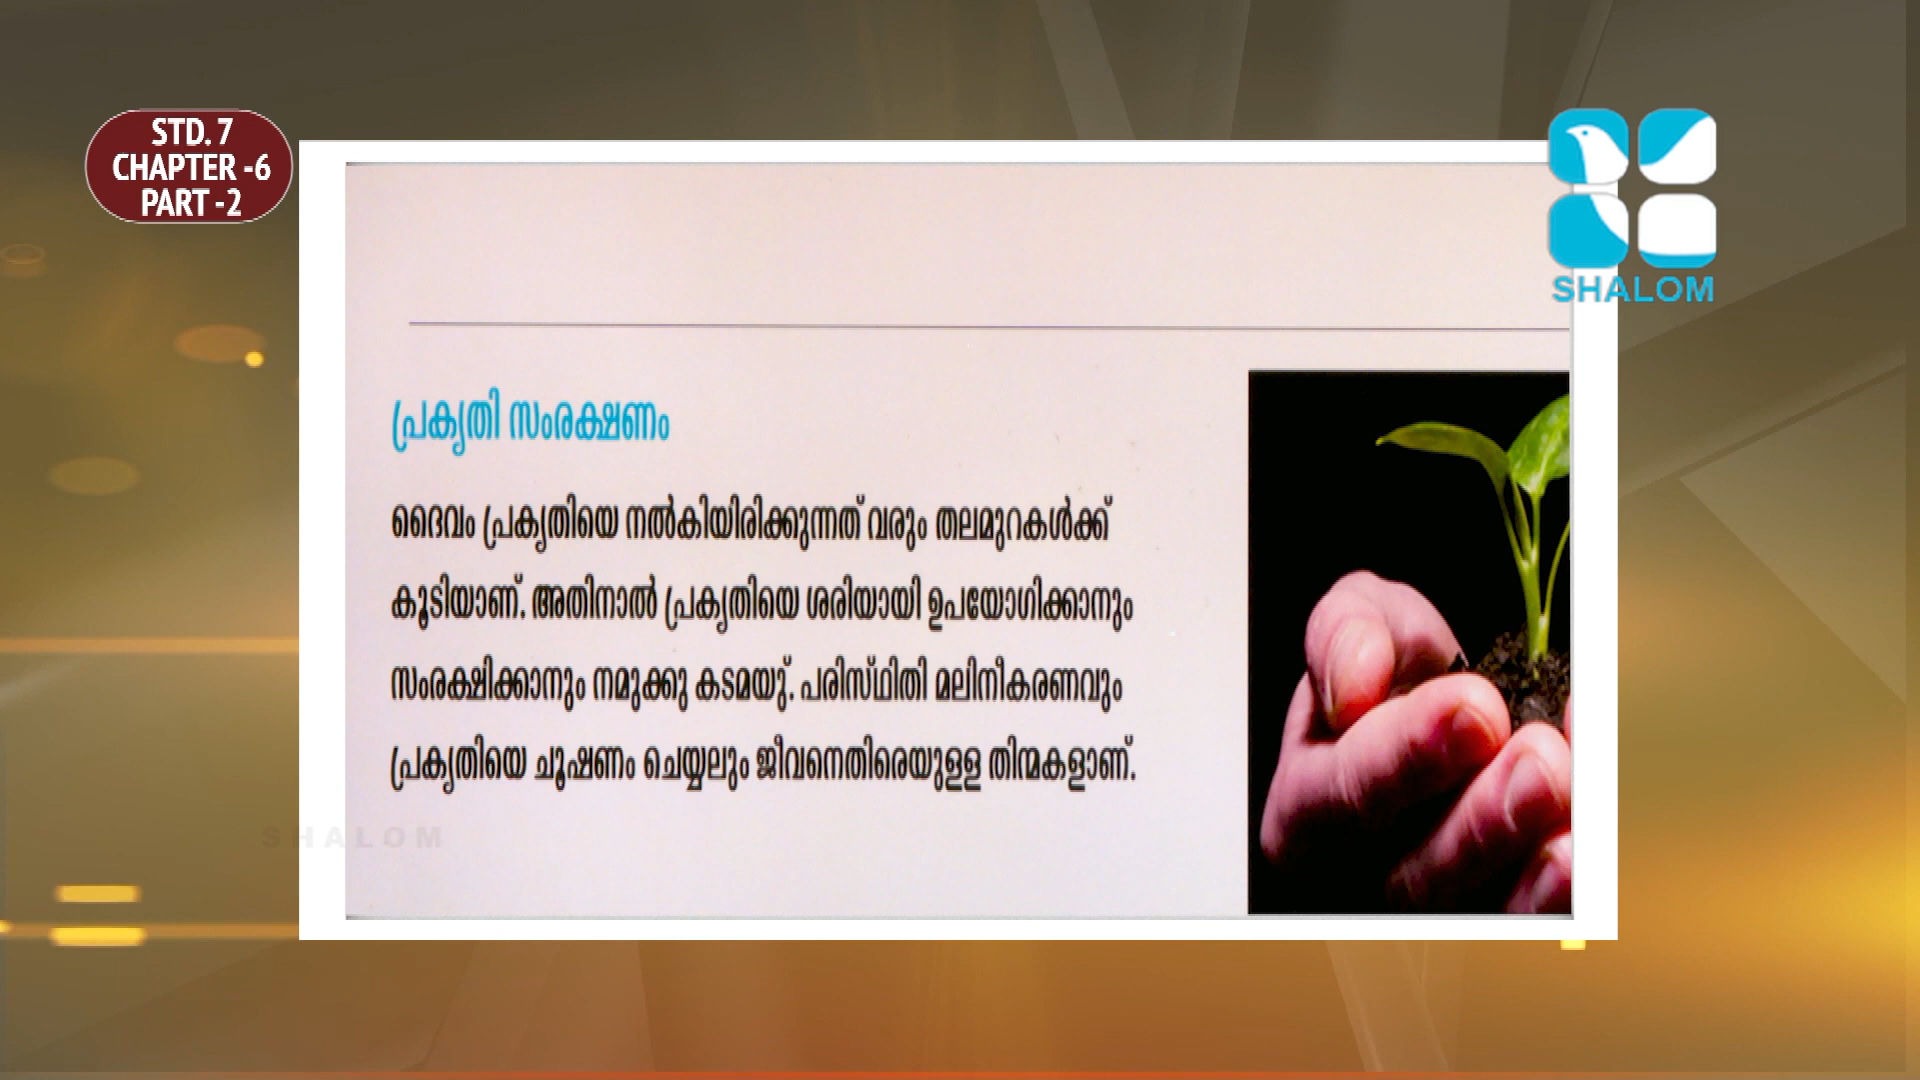 STD. 7
CHAPTER -6
PART -2
SHALOM
പ്രകൃതി സംരക്ഷണം
ദൈവം പ്രകൃതിയെ നൽകിയിരിക്കുന്നത് വരും തലമുറകൾക്ക്
കൂടിയാണ്. അതിനാൽ പ്രകൃതിയെ ശരിയായി ഉപയോഗിക്കാനും
സംരക്ഷിക്കാനും നമുക്കു കടമയു്. പരിസ്ഥിതി മലിനീകരണവും
പ്രകൃതിയെ ചൂഷണം ചെയ്യലും ജീവനെതിരെയുള്ള തിന്മകളാണ്.
SHALOM